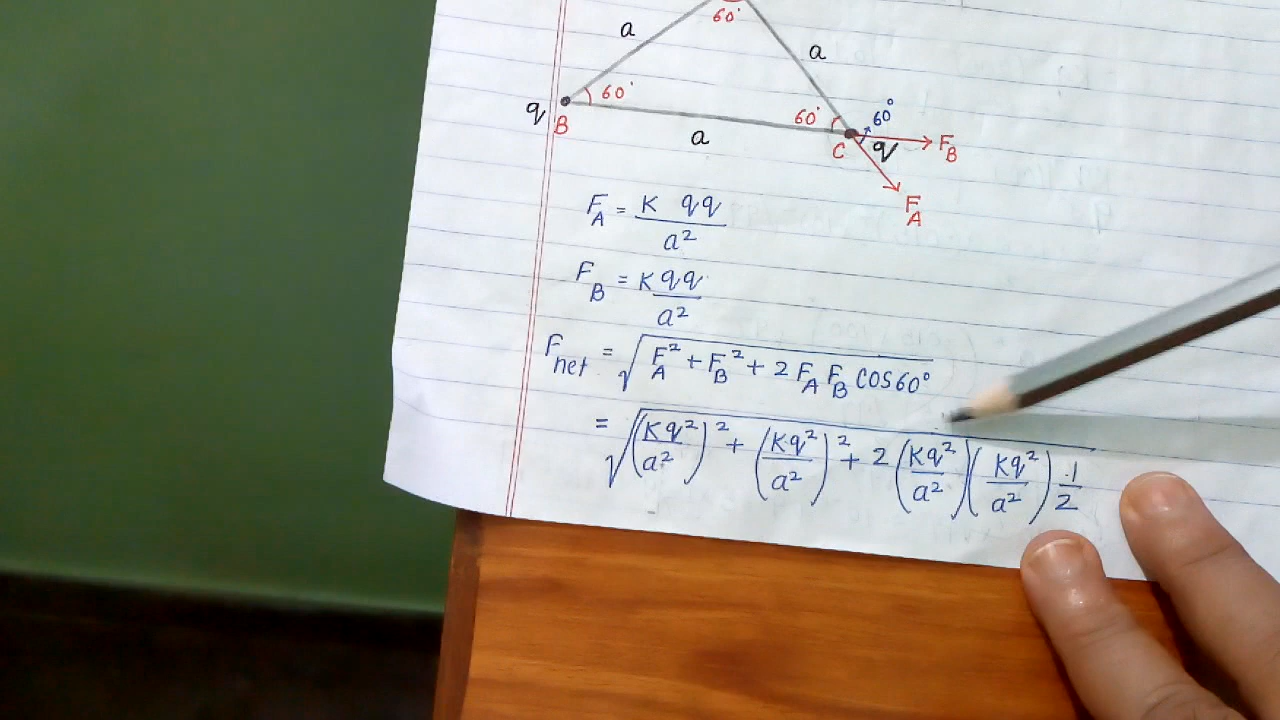 60°
a
a
60°
60°
60°
q
B
a
C
q
F_B
F_A
F_A = K qq / a²
F_B = K qq / a²
F_net = √(F_A² + F_B² + 2 F_A F_B COS60°)
= √((Kq²/a²)² + (Kq²/a²)² + 2 (Kq²/a²)(Kq²/a²) 1/2)